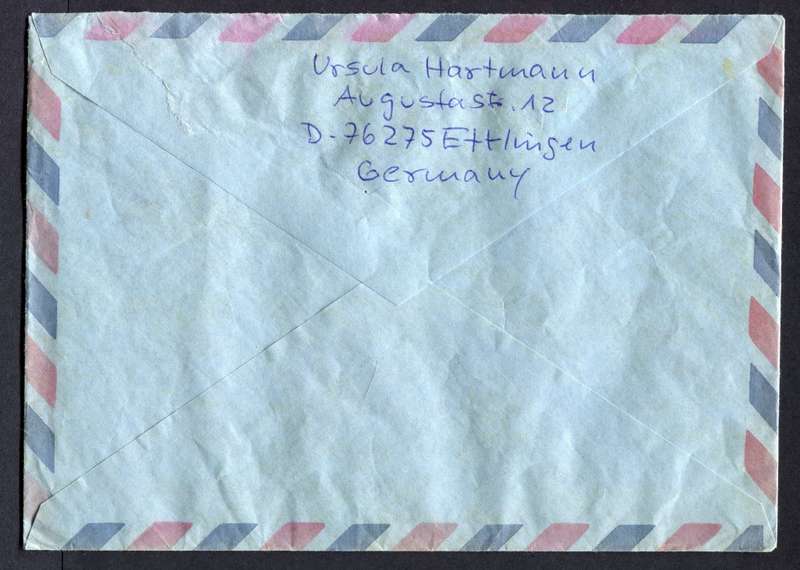 Ursula Hartmann
Augustastr. 12
D-76275 Ettlingen
Germany